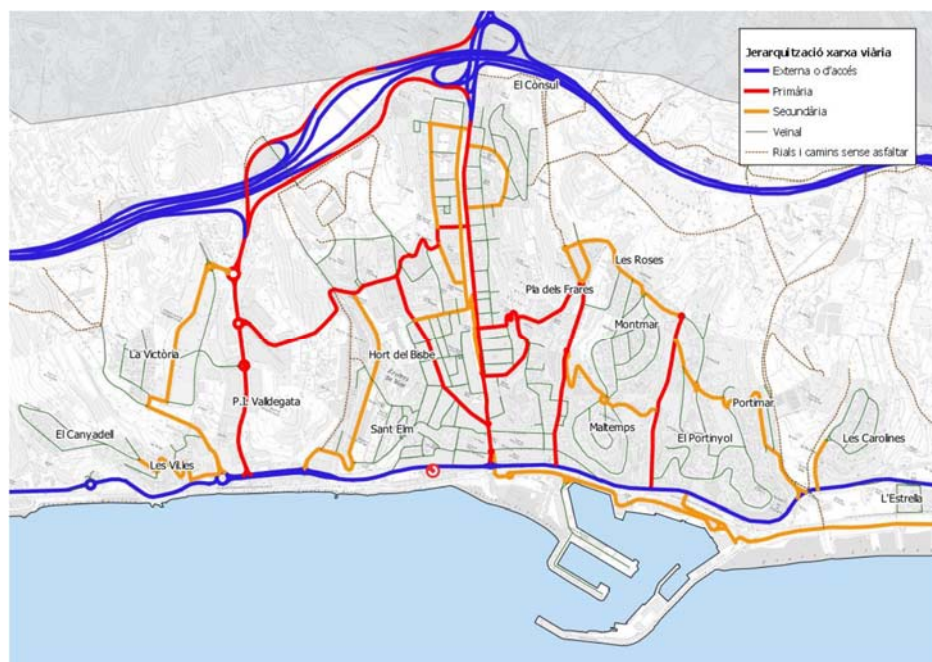 Jerarquització xarxa viària
Externa o d'accés
Primària
Secundària
Veïnal
Rials i camins sense asfaltar
El Cònsul
Les Roses
Pla dels Frares
Montmar
La Victòria
Hort del Bisbe
P.I. Valldegata
Portimar
El Canyadell
Sant Elm
Maltemps
El Portinyol
Les Carolines
Les Vil·les
L'Estrella